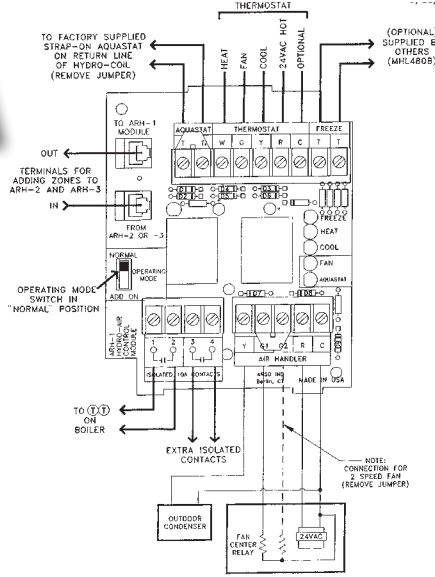 THERMOSTAT
TO FACTORY SUPPLIED
STRAP-ON AQUASTAT
ON RETURN LINE
OF HYDRO-COIL
(REMOVE JUMPER)
HEAT
FAN
COOL
24VAC HOT
OPTIONAL
(OPTIONAL)
SUPPLIED B
OTHERS
(MHL480B)
TO ARH-1
MODULE
AQUASTAT THERMOSTAT FREEZE
T T W G Y R C T T
OUT
TERMINALS FOR
ADDING ZONES TO
ARH-2 AND ARH-3
IN
FROM
ARH-2 OR -3
FREEZE
HEAT
COOL
FAN
AQUASTAT
NORMAL
OPERATING
MODE
ADD ON
OPERATING MODE
SWITCH IN
"NORMAL" POSITION
ARH-1
HYDRO-AIR
CONTROL
MODULE
D7 D8
1 2 3 4
Y G1 G2 R C
AIR HANDLER
ISOLATED 10A CONTACTS
Berlin, CT
MADE IN USA
TO T T
ON
BOILER
EXTRA ISOLATED
CONTACTS
NOTE:
CONNECTION FOR
2 SPEED FAN
(REMOVE JUMPER)
OUTDOOR
CONDENSER
FAN
CENTER
RELAY
24VAC